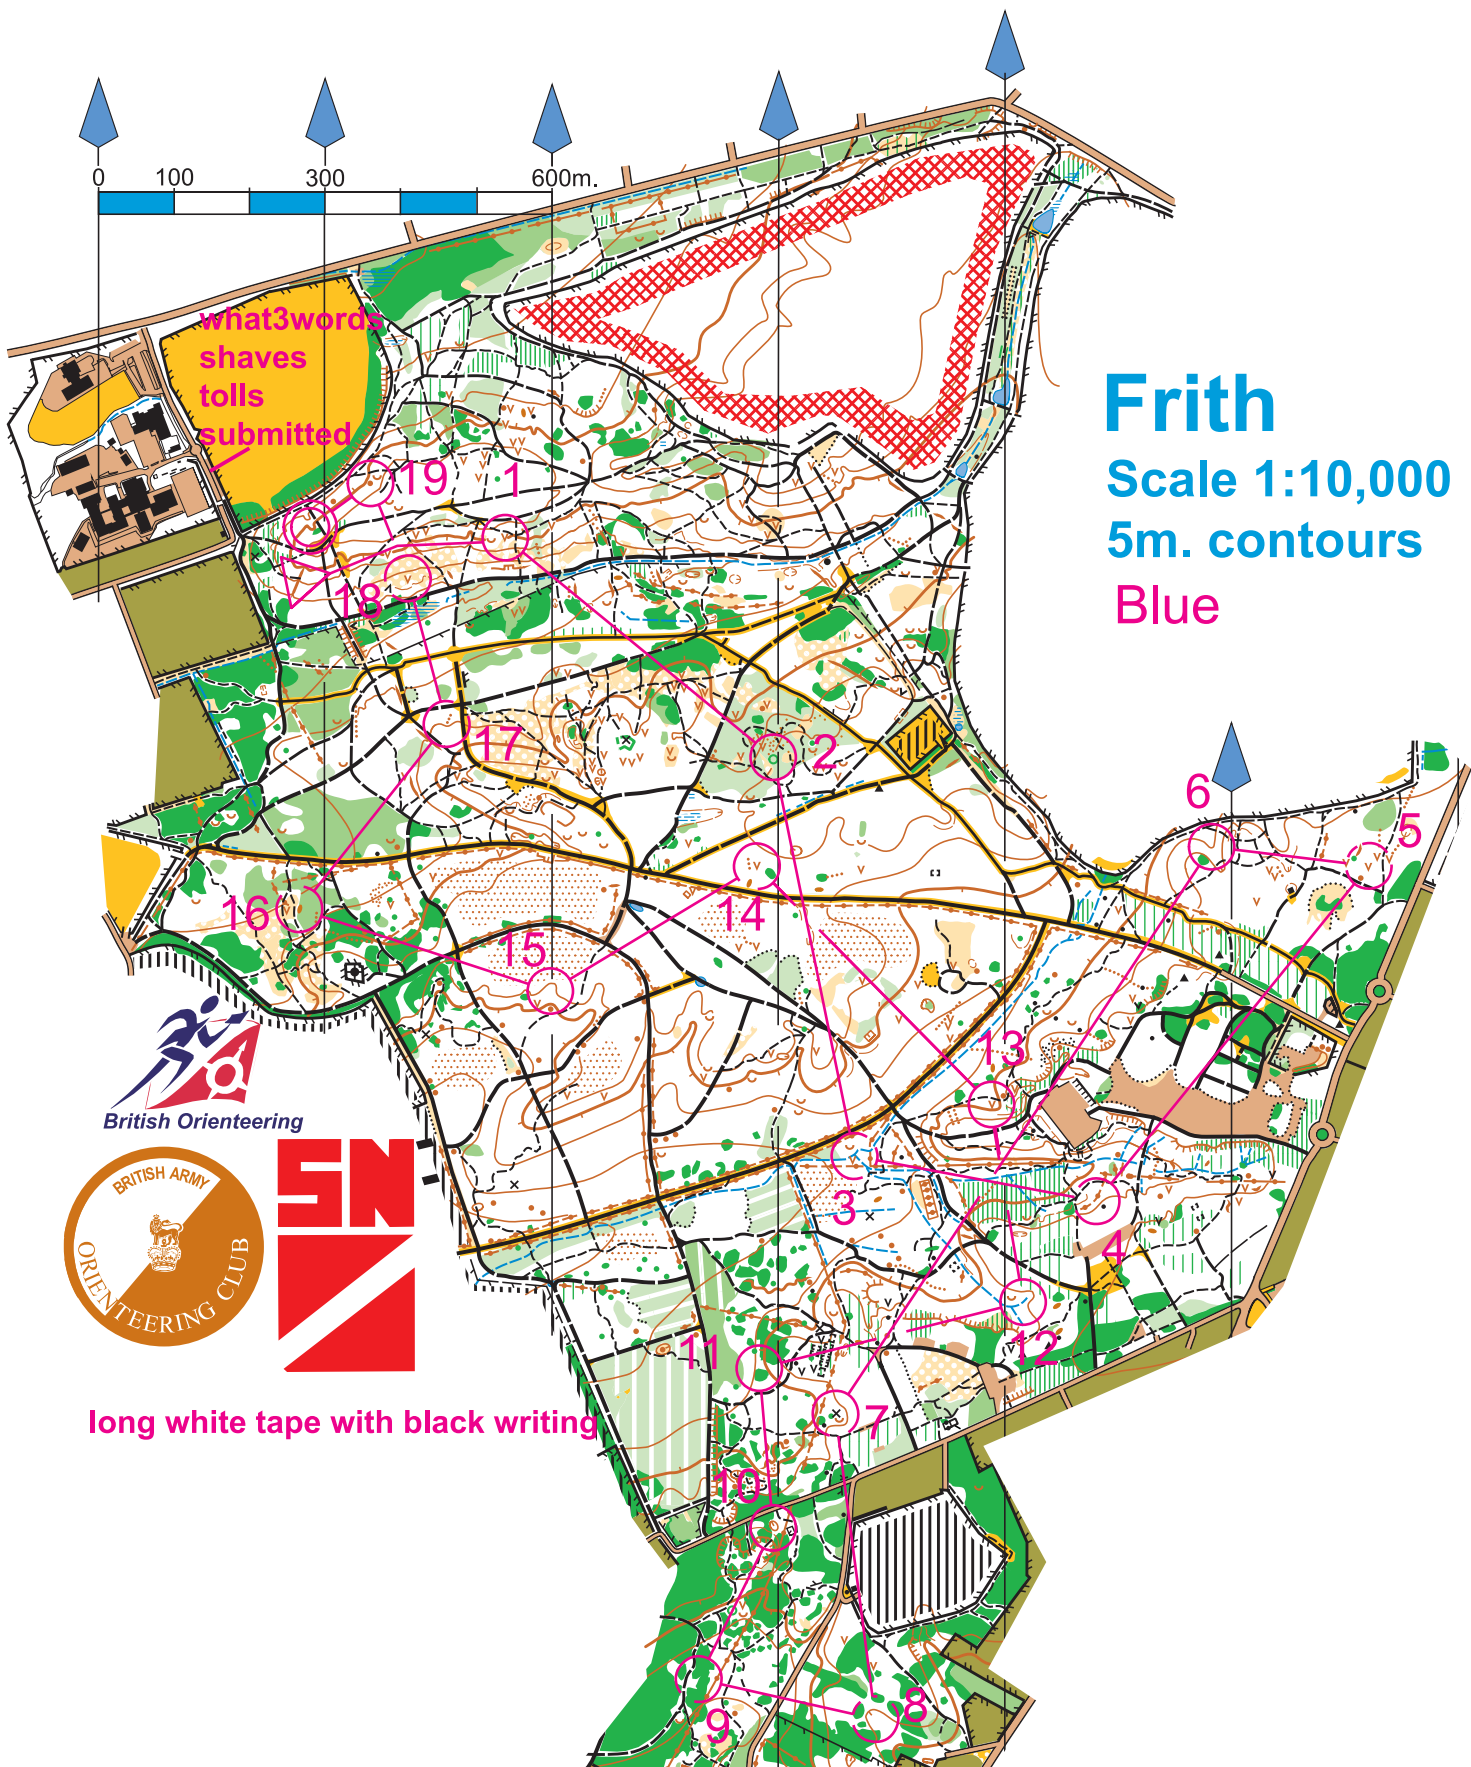 0 100 300 600m.
what3words
shaves
tolls
submitted
Frith
Scale 1:10,000
5m. contours
Blue
19
1
18
17
2
6
5
16
15
14
13
3
4
12
11
7
10
9
8
British Orienteering
BRITISH ARMY
ORIENTEERING CLUB
SN
long white tape with black writing